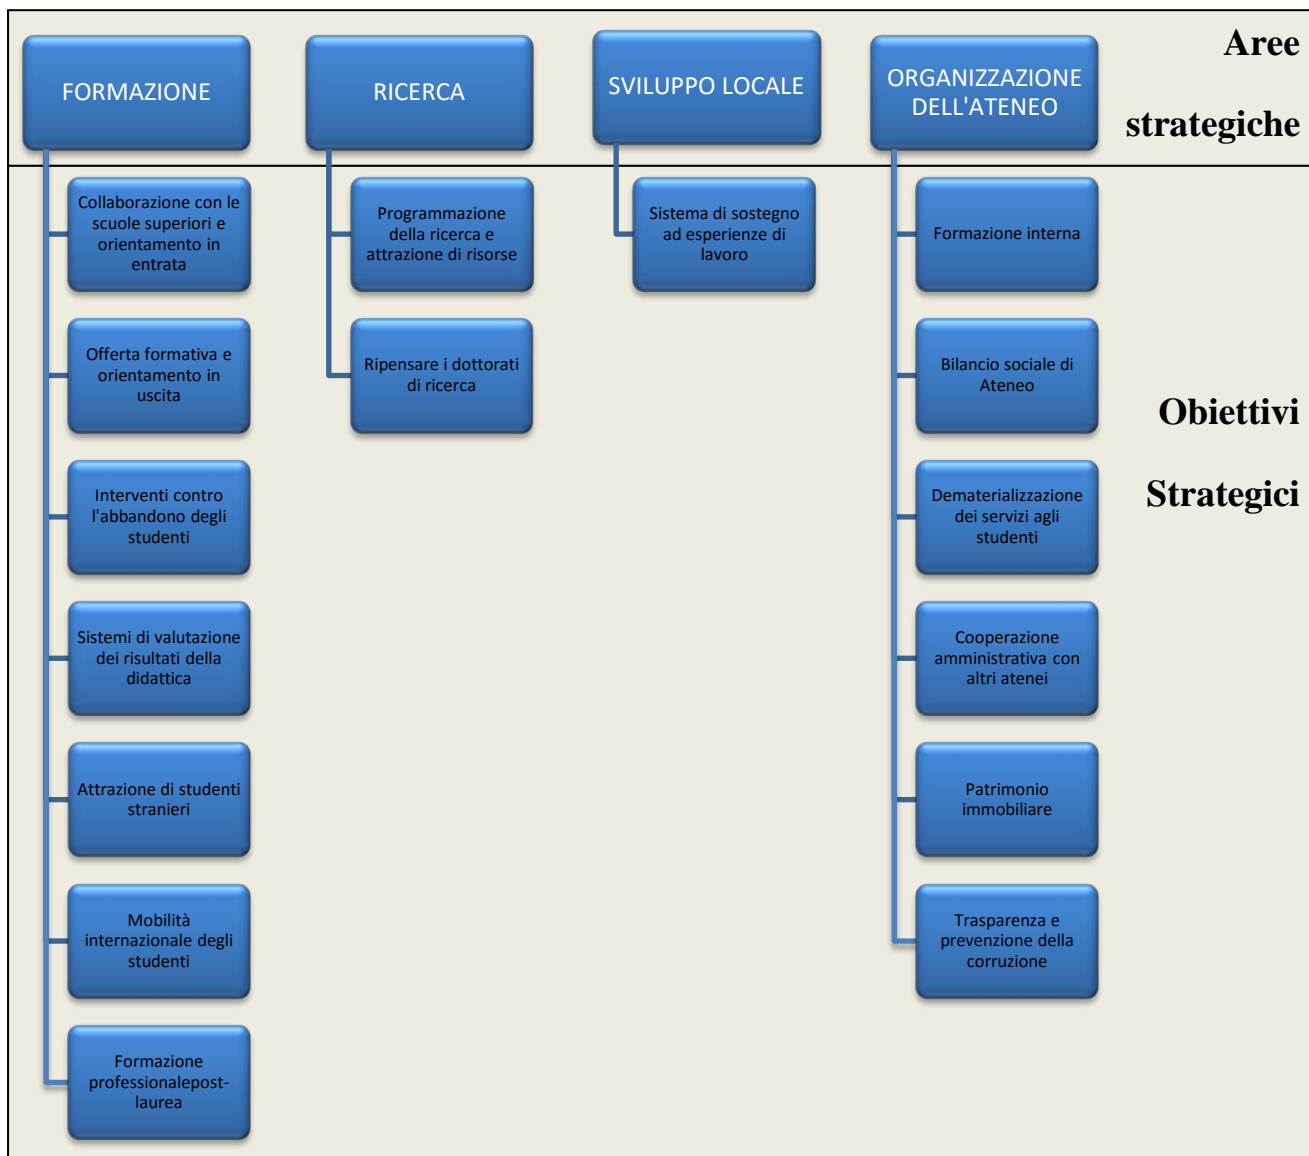 FORMAZIONE
RICERCA
SVILUPPO LOCALE
ORGANIZZAZIONE
DELL'ATENEO
Aree
strategiche
Collaborazione con le
scuole superiori e
orientamento in
entrata
Offerta formativa e
orientamento in
uscita
Interventi contro
l'abbandono degli
studenti
Sistemi di valutazione
dei risultati della
didattica
Attrazione di studenti
stranieri
Mobilità
internazionale degli
studenti
Formazione
professionalepost-
laurea
Programmazione
della ricerca e
attrazione di risorse
Ripensare i dottorati
di ricerca
Sistema di sostegno
ad esperienze di
lavoro
Formazione interna
Bilancio sociale di
Ateneo
Dematerializzazione
dei servizi agli
studenti
Cooperazione
amministrativa con
altri atenei
Patrimonio
immobiliare
Trasparenza e
prevenzione della
corruzione
Obiettivi
Strategici